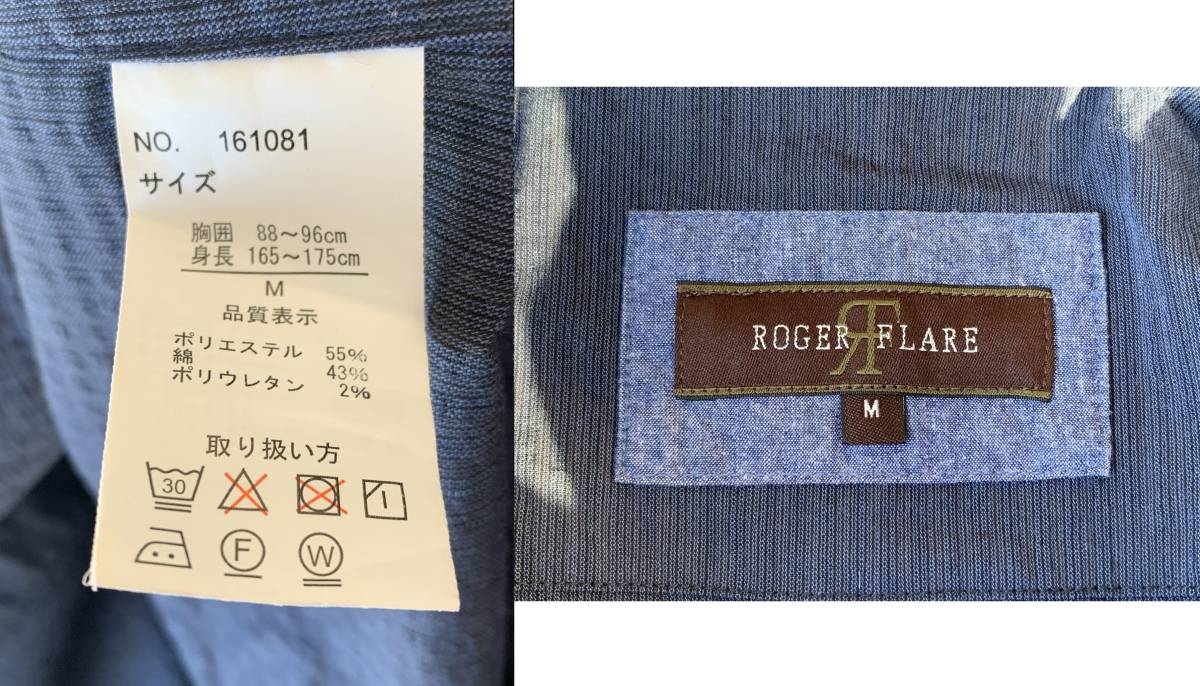 NO. 161081
サイズ
胸囲 88～96cm
身長 165～175cm
M
品質表示
ポリエステル 55%
綿 43%
ポリウレタン 2%
取り扱い方
30
F
W
ROGER FLARE
RF
M